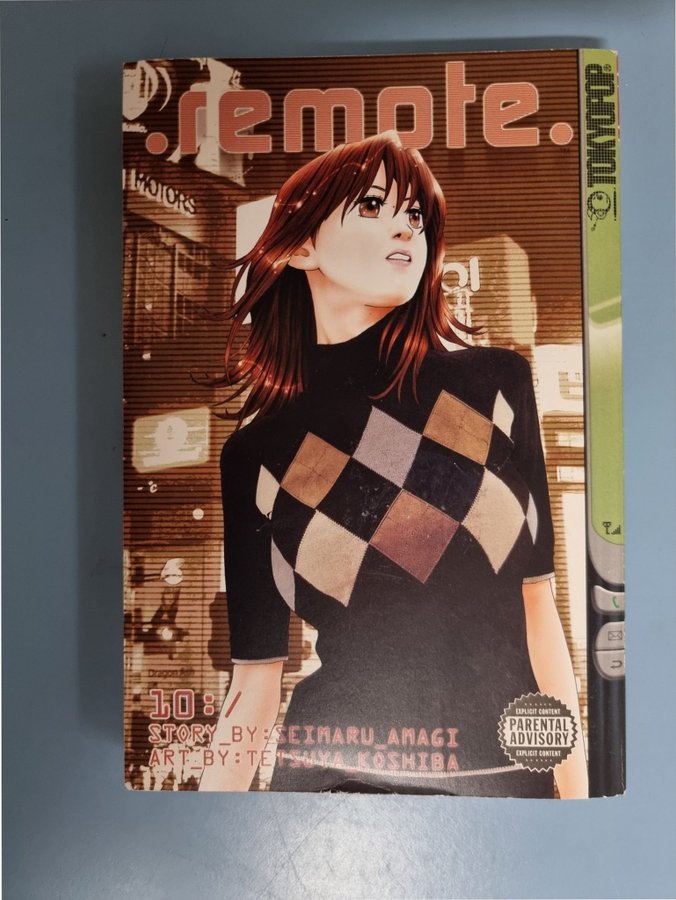 .remote.
TOKYOPOP®
MOTORS
10:/
STORY_BY:SEIMARU_AMAGI
ART_BY:TETSUYA_KOSHIBA
EXPLICIT CONTENT
PARENTAL
ADVISORY
EXPLICIT CONTENT